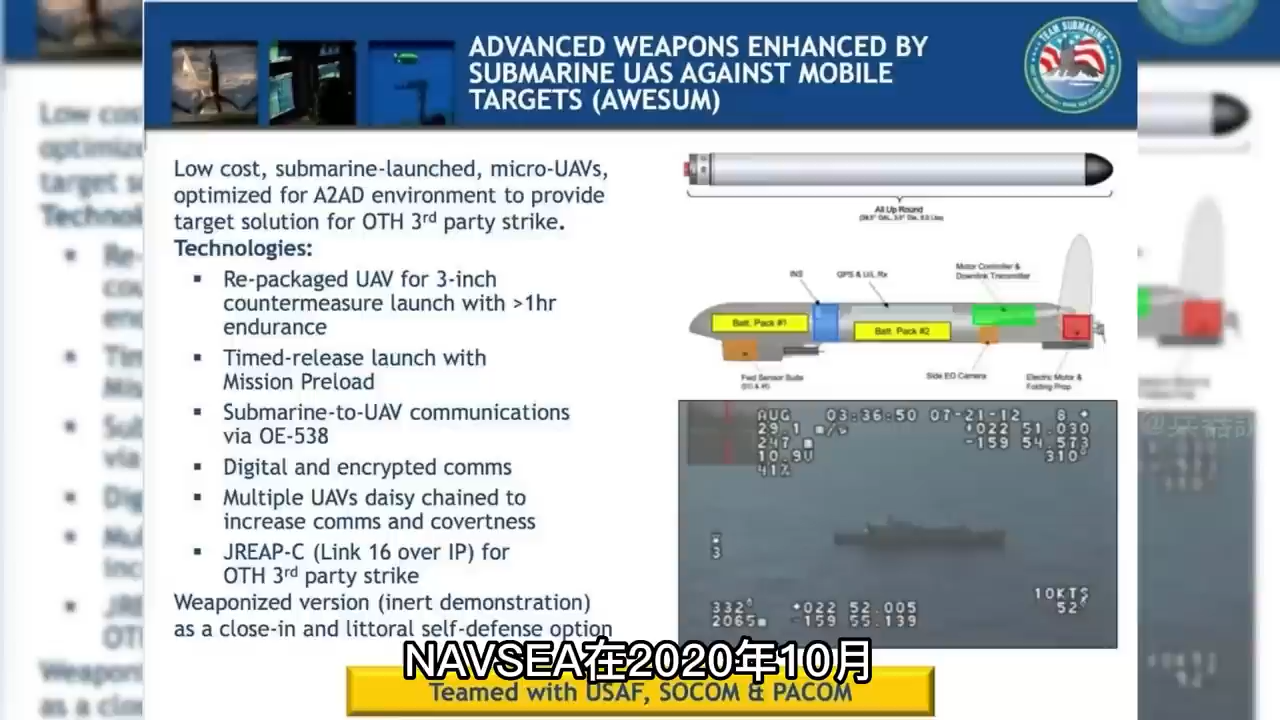 ADVANCED WEAPONS ENHANCED BY
SUBMARINE UAS AGAINST MOBILE
TARGETS (AWESUM)
TEAM SUBMARINE
Low cost, submarine-launched, micro-UAVs,
optimized for A2AD environment to provide
target solution for OTH 3rd party strike.
Technologies:
▪ Re-packaged UAV for 3-inch
countermeasure launch with >1hr
endurance
▪ Timed-release launch with
Mission Preload
▪ Submarine-to-UAV communications
via OE-538
▪ Digital and encrypted comms
▪ Multiple UAVs daisy chained to
increase comms and covertness
▪ JREAP-C (Link 16 over IP) for
OTH 3rd party strike
Weaponized version (inert demonstration)
as a close-in and littoral self-defense option
All Up Round
INS
GPS & U/L Rx
Motor Controller &
Downlink Transmitter
Batt. Pack #1
Batt. Pack #2
Fwd Sensor Suite
Side EO Camera
Electric Motor &
Folding Prop
AUG 03:36:50 07-21-12 8
29.1 m/s +022 51.030
247 m -159 54.573
10.9V 310°
41%
3
10KTS
332° +022 52.005 52°
2065m -159 55.139
NAVSEA在2020年10月
Teamed with USAF, SOCOM & PACOM